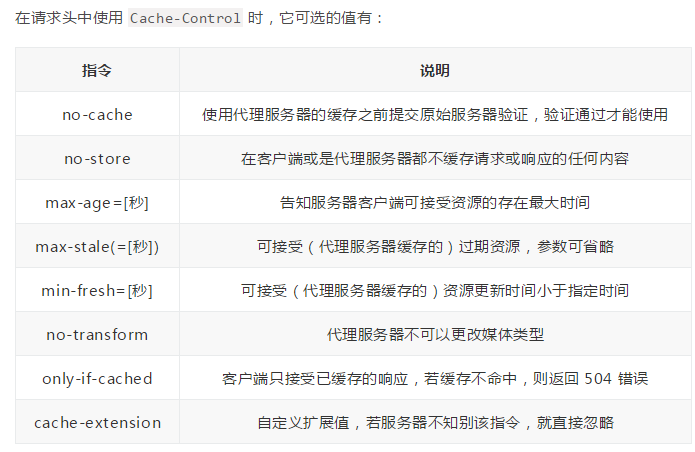 在请求头中使用 Cache-Control 时，它可选的值有：
指令 说明
no-cache 使用代理服务器的缓存之前提交原始服务器验证，验证通过才能使用
no-store 在客户端或是代理服务器都不缓存请求或响应的任何内容
max-age=[秒] 告知服务器客户端可接受资源的存在最大时间
max-stale(=[秒]) 可接受（代理服务器缓存的）过期资源，参数可省略
min-fresh=[秒] 可接受（代理服务器缓存的）资源更新时间小于指定时间
no-transform 代理服务器不可以更改媒体类型
only-if-cached 客户端只接受已缓存的响应，若缓存不命中，则返回 504 错误
cache-extension 自定义扩展值，若服务器不知别该指令，就直接忽略